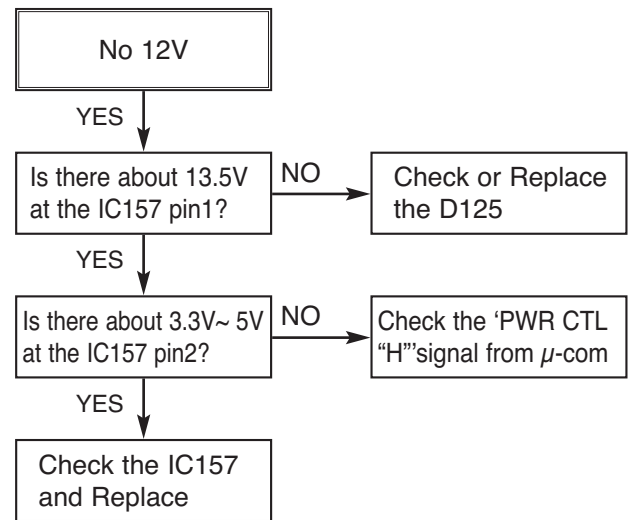 No 12V
YES
Is there about 13.5V
at the IC157 pin1?
NO
Check or Replace
the D125
YES
Is there about 3.3V~ 5V
at the IC157 pin2?
NO
Check the ‘PWR CTL
“H”’signal from μ-com
YES
Check the IC157
and Replace